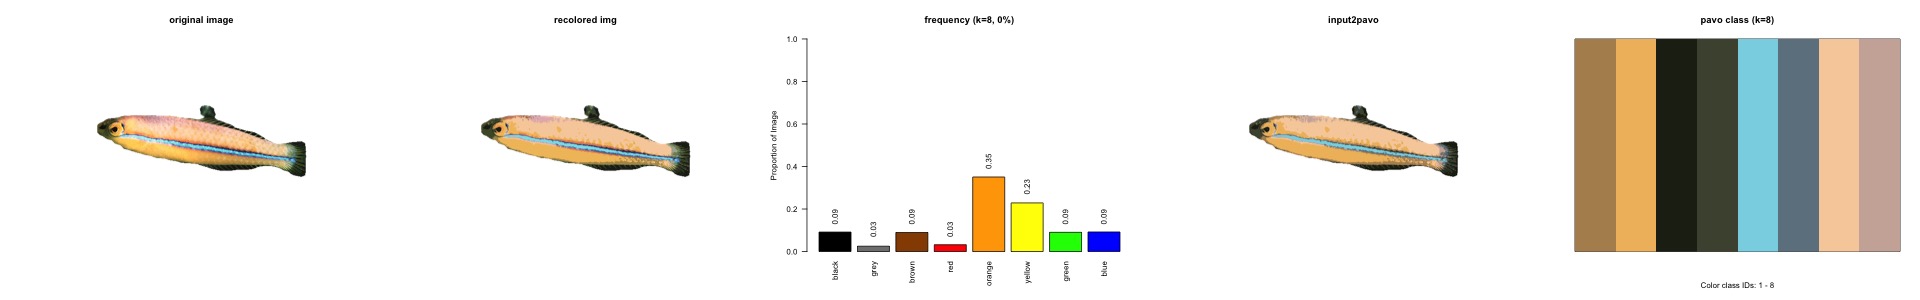 original image
recolored img
frequency (k=8, 0%)
input2pavo
pavo class (k=8)
Proportion of Image
1.0
0.8
0.6
0.4
0.2
0.0
0.09
0.03
0.09
0.03
0.35
0.23
0.09
0.09
black
grey
brown
red
orange
yellow
green
blue
Color class IDs: 1 - 8